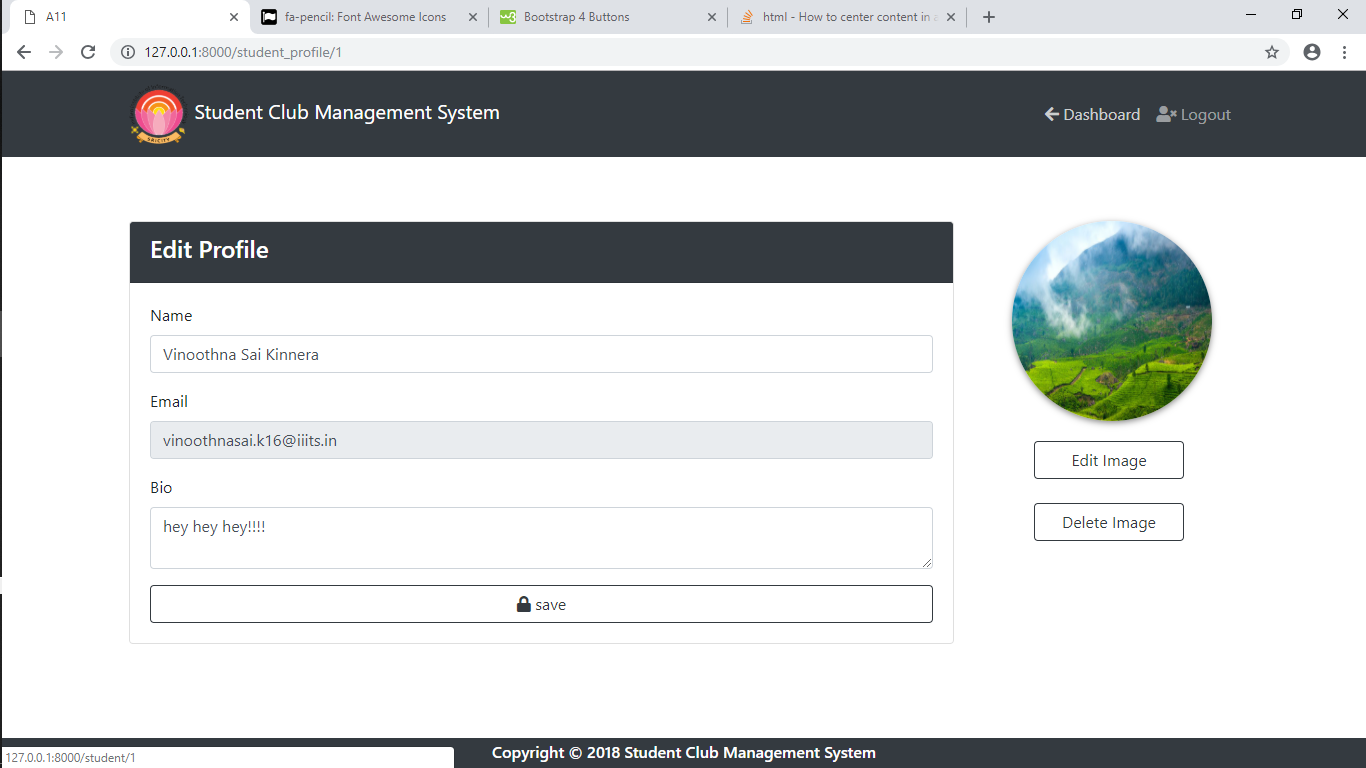 A11
fa-pencil: Font Awesome Icons
Bootstrap 4 Buttons
html - How to center content in a
127.0.0.1:8000/student_profile/1
Student Club Management System
Dashboard
Logout
Edit Profile
Name
Vinoothna Sai Kinnera
Email
vinoothnasai.k16@iiits.in
Bio
hey hey hey!!!!
save
Edit Image
Delete Image
Copyright © 2018 Student Club Management System
127.0.0.1:8000/student/1